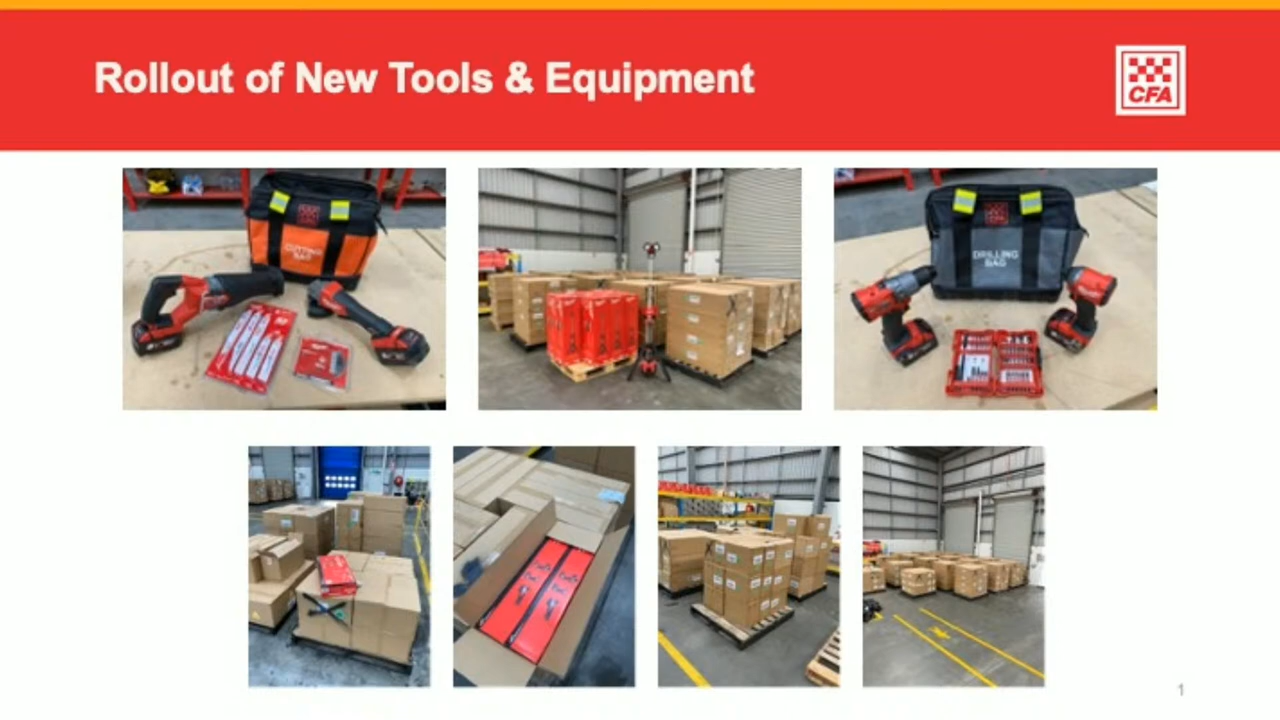 Rollout of New Tools & Equipment
CFA
CUTTING
BAG
DRILLING
BAG
1